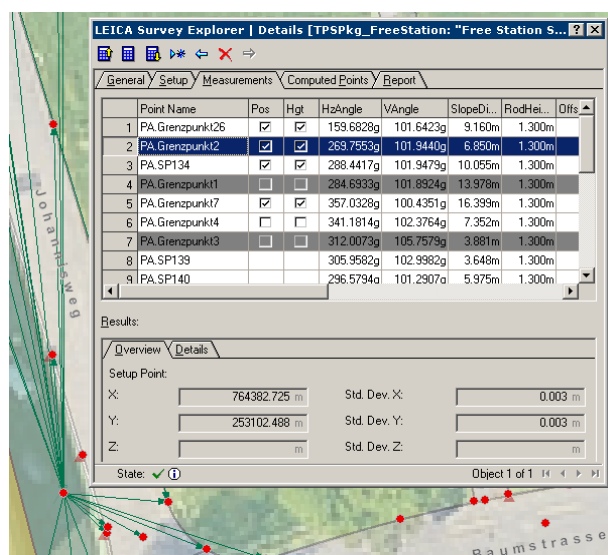 LEICA Survey Explorer | Details [TPSPkg_FreeStation: "Free Station S...
General Setup Measurements Computed Points Report
Point Name Pos Hgt HzAngle VAngle SlopeDi... RodHei... Offs
1 PA.Grenzpunkt26 159.6828g 101.6423g 9.160m 1.300m
2 PA.Grenzpunkt2 269.7553g 101.9440g 6.850m 1.300m
3 PA.SP134 288.4417g 101.9479g 10.055m 1.300m
4 PA.Grenzpunkt1 284.6933g 101.8924g 13.978m 1.300m
5 PA.Grenzpunkt7 357.0328g 100.4351g 16.399m 1.300m
6 PA.Grenzpunkt4 341.1814g 102.3764g 7.352m 1.300m
7 PA.Grenzpunkt3 312.0073g 105.7579g 3.881m 1.300m
8 PA.SP139 305.9582g 102.9982g 3.648m 1.300m
9 PA.SP140 296.5794g 101.2907g 5.975m 1.300m
Results:
Overview Details
Setup Point:
X: 764382.725 m Std. Dev. X: 0.003 m
Y: 253102.488 m Std. Dev. Y: 0.003 m
Z: m Std. Dev. Z: m
State: Object 1 of 1
Johannisweg
Baumstrasse